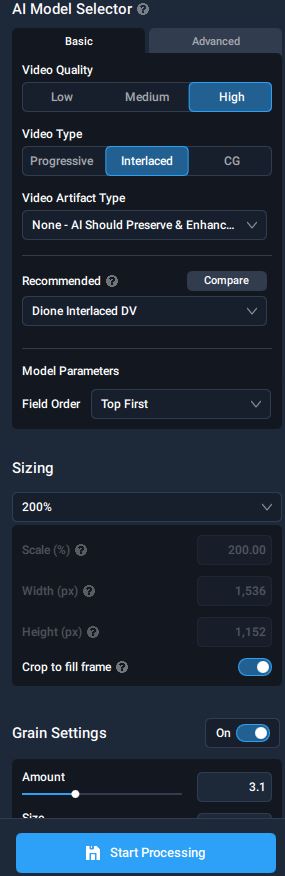 AI Model Selector ?
Basic Advanced
Video Quality
Low Medium High
Video Type
Progressive Interlaced CG
Video Artifact Type
None - AI Should Preserve & Enhanc...
Recommended ? Compare
Dione Interlaced DV
Model Parameters
Field Order Top First
Sizing
200%
Scale (%) ? 200.00
Width (px) ? 1,536
Height (px) ? 1,152
Crop to fill frame ?
Grain Settings On
Amount 3.1
Size
Start Processing